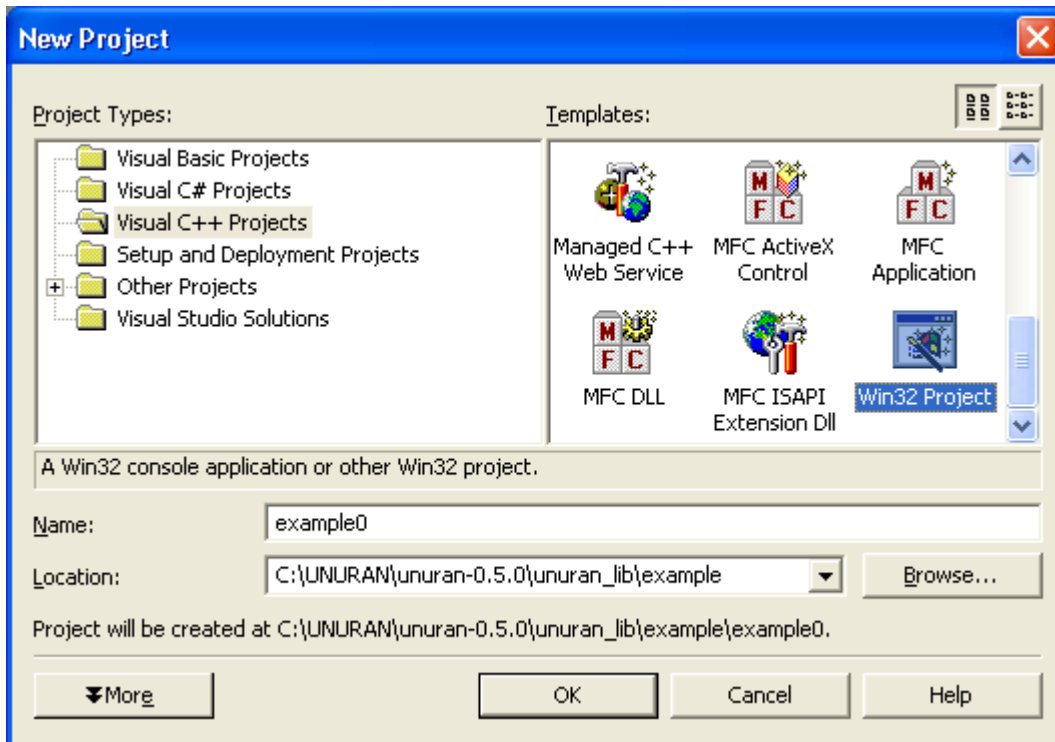 New Project
Project Types:
Templates:
Visual Basic Projects
Visual C# Projects
Visual C++ Projects
Setup and Deployment Projects
Other Projects
Visual Studio Solutions
Managed C++
Web Service
MFC ActiveX
Control
MFC
Application
MFC DLL
MFC ISAPI
Extension Dll
Win32 Project
A Win32 console application or other Win32 project.
Name:
example0
Location:
C:\UNURAN\unuran-0.5.0\unuran_lib\example
Browse...
Project will be created at C:\UNURAN\unuran-0.5.0\unuran_lib\example\example0.
More
OK
Cancel
Help